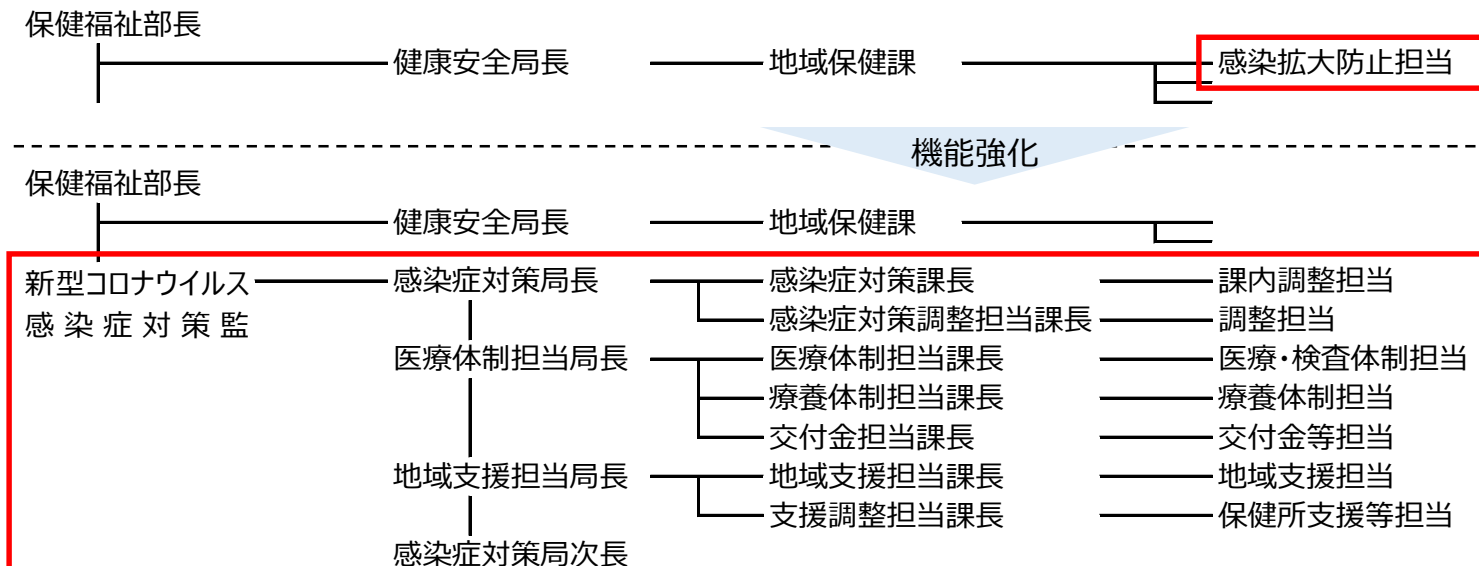 保健福祉部長
健康安全局長 地域保健課 感染拡大防止担当
機能強化
保健福祉部長
健康安全局長 地域保健課
新型コロナウイルス 感染症対策局長 感染症対策課長 課内調整担当
感染症対策監 感染症対策調整担当課長 調整担当
医療体制担当局長 医療体制担当課長 医療・検査体制担当
療養体制担当課長 療養体制担当
交付金担当課長 交付金等担当
地域支援担当局長 地域支援担当課長 地域支援担当
支援調整担当課長 保健所支援等担当
感染症対策局次長